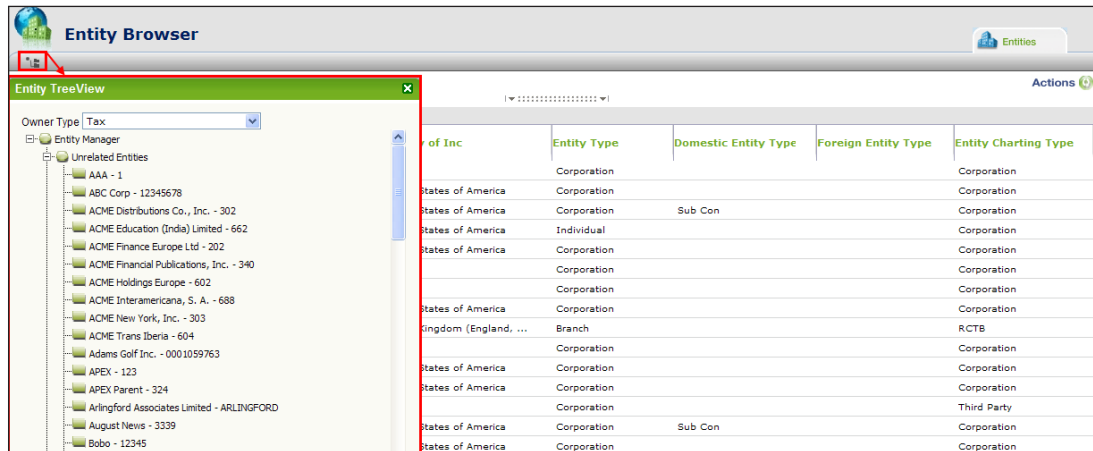 Entity Browser
Entities
Actions
Entity TreeView
Owner Type Tax
Entity Manager
Unrelated Entities
AAA - 1
ABC Corp - 12345678
ACME Distributions Co., Inc. - 302
ACME Education (India) Limited - 662
ACME Finance Europe Ltd - 202
ACME Financial Publications, Inc. - 340
ACME Holdings Europe - 602
ACME Interamericana, S. A. - 688
ACME New York, Inc. - 303
ACME Trans Iberia - 604
Adams Golf Inc. - 0001059763
APEX - 123
APEX Parent - 324
Arlingford Associates Limited - ARLINGFORD
August News - 3339
Bobo - 12345
of Inc Entity Type Domestic Entity Type Foreign Entity Type Entity Charting Type
Corporation Corporation
States of America Corporation Corporation
States of America Corporation Sub Con Corporation
States of America Individual Corporation
States of America Corporation Corporation
Corporation Corporation
Corporation Corporation
States of America Corporation Corporation
Kingdom (England, ... Branch RCTB
Corporation Corporation
States of America Corporation Corporation
States of America Corporation Corporation
Corporation Third Party
States of America Corporation Sub Con Corporation
States of America Corporation Corporation